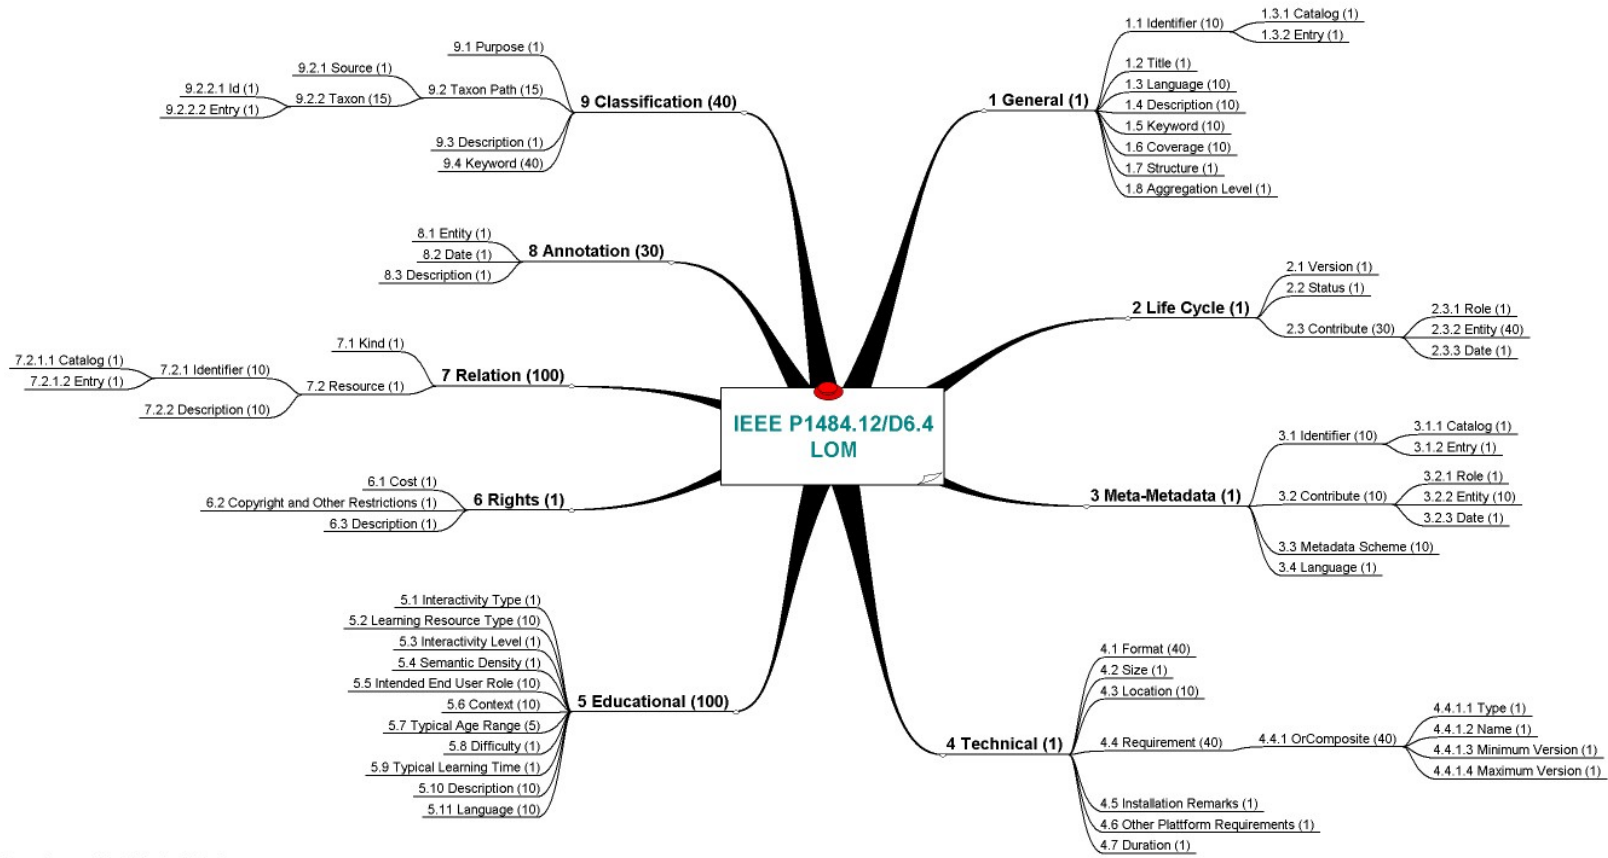 IEEE P1484.12/D6.4
LOM
1 General (1)
1.1 Identifier (10)
1.3.1 Catalog (1)
1.3.2 Entry (1)
1.2 Title (1)
1.3 Language (10)
1.4 Description (10)
1.5 Keyword (10)
1.6 Coverage (10)
1.7 Structure (1)
1.8 Aggregation Level (1)
2 Life Cycle (1)
2.1 Version (1)
2.2 Status (1)
2.3 Contribute (30)
2.3.1 Role (1)
2.3.2 Entity (40)
2.3.3 Date (1)
3 Meta-Metadata (1)
3.1 Identifier (10)
3.1.1 Catalog (1)
3.1.2 Entry (1)
3.2 Contribute (10)
3.2.1 Role (1)
3.2.2 Entity (10)
3.2.3 Date (1)
3.3 Metadata Scheme (10)
3.4 Language (1)
4 Technical (1)
4.1 Format (40)
4.2 Size (1)
4.3 Location (10)
4.4 Requirement (40)
4.4.1 OrComposite (40)
4.4.1.1 Type (1)
4.4.1.2 Name (1)
4.4.1.3 Minimum Version (1)
4.4.1.4 Maximum Version (1)
4.5 Installation Remarks (1)
4.6 Other Plattform Requirements (1)
4.7 Duration (1)
5 Educational (100)
5.1 Interactivity Type (1)
5.2 Learning Resource Type (10)
5.3 Interactivity Level (1)
5.4 Semantic Density (1)
5.5 Intended End User Role (10)
5.6 Context (10)
5.7 Typical Age Range (5)
5.8 Difficulty (1)
5.9 Typical Learning Time (1)
5.10 Description (10)
5.11 Language (10)
6 Rights (1)
6.1 Cost (1)
6.2 Copyright and Other Restrictions (1)
6.3 Description (1)
7 Relation (100)
7.1 Kind (1)
7.2 Resource (1)
7.2.1 Identifier (10)
7.2.1.1 Catalog (1)
7.2.1.2 Entry (1)
7.2.2 Description (10)
8 Annotation (30)
8.1 Entity (1)
8.2 Date (1)
8.3 Description (1)
9 Classification (40)
9.1 Purpose (1)
9.2 Taxon Path (15)
9.2.1 Source (1)
9.2.2 Taxon (15)
9.2.2.1 Id (1)
9.2.2.2 Entry (1)
9.3 Description (1)
9.4 Keyword (40)